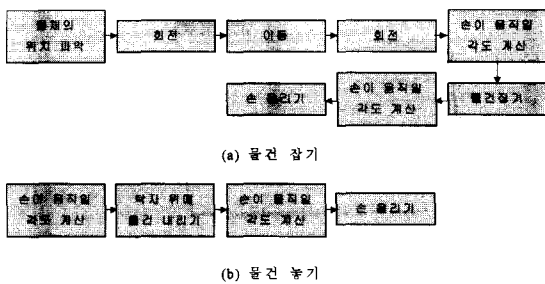 물체의
위치 파악
회전
이동
회전
손이 움직일
각도 계산
손 올리기
손이 움직일
각도 계산
물건잡기
(a) 물건 잡기
손이 움직일
각도 계산
탁자 위에
물건 내리기
손이 움직일
각도 계산
손 올리기
(b) 물건 놓기